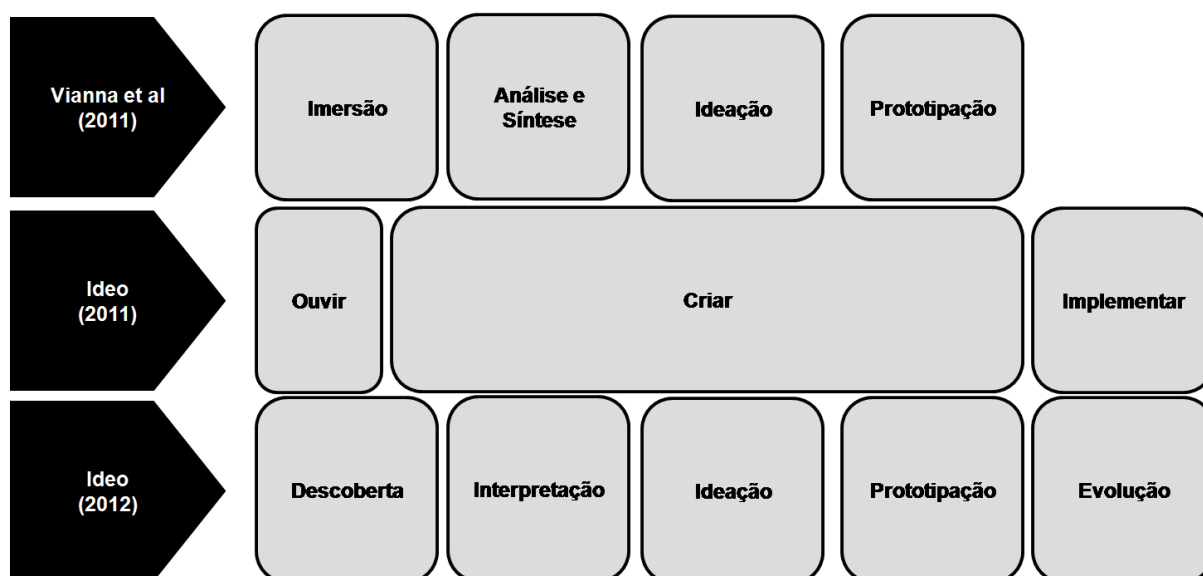 Vianna et al
(2011)
Imersão
Análise e
Síntese
Ideação
Prototipação
Ideo
(2011)
Ouvir
Criar
Implementar
Ideo
(2012)
Descoberta
Interpretação
Ideação
Prototipação
Evolução